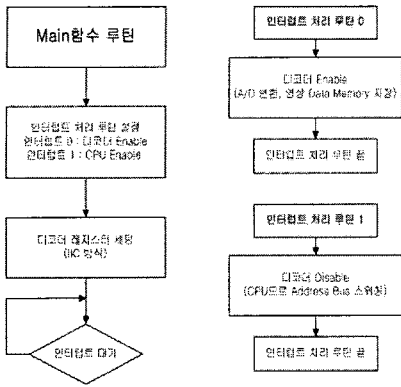 Main함수 루틴
인터럽트 처리 루틴 설정
인터럽트 0 : 디코더 Enable
인터럽트 1 : CPU Enable
디코더 레지스터 세팅
(IIC 방식)
인터럽트 대기
인터럽트 처리 루틴 0
디코더 Enable
(A/D 변환, 영상 Data Memory 저장)
인터럽트 처리 루틴 끝
인터럽트 처리 루틴 1
디코더 Disable
(CPU으로 Address Bus 스위칭)
인터럽트 처리 루틴 끝